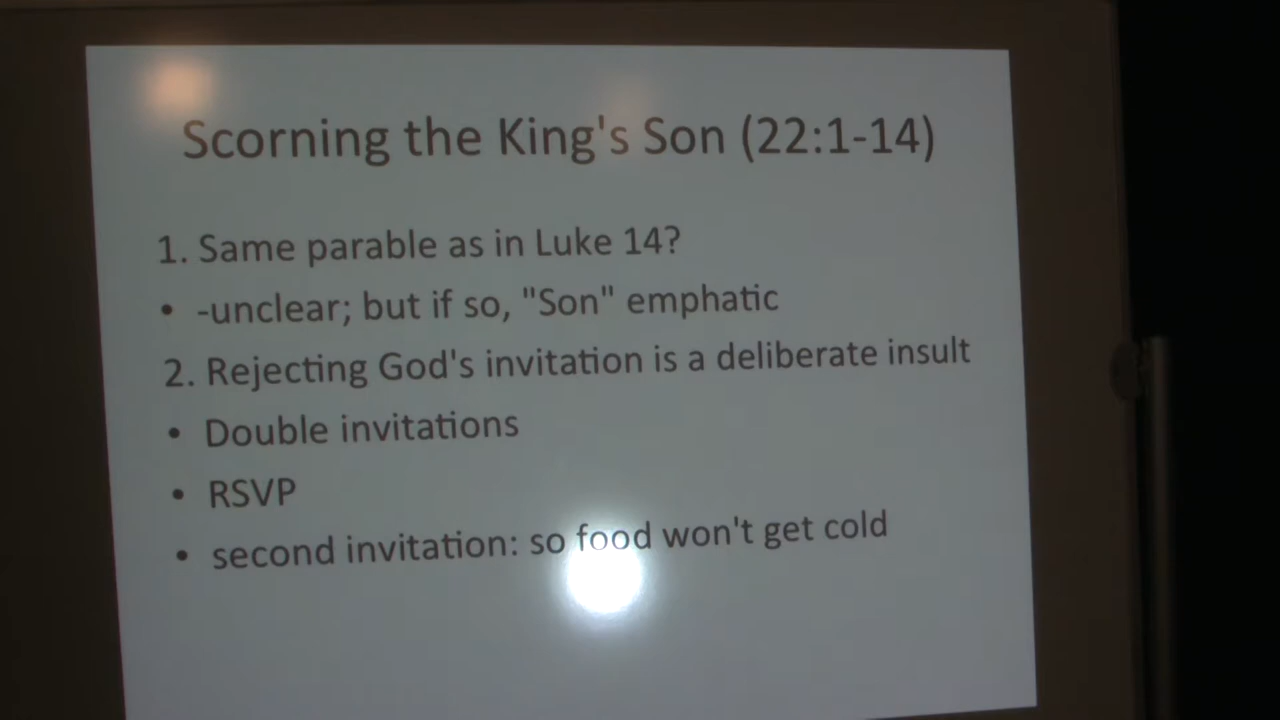 Scorning the King's Son (22:1-14)
1. Same parable as in Luke 14?
• -unclear; but if so, "Son" emphatic
2. Rejecting God's invitation is a deliberate insult
• Double invitations
• RSVP
• second invitation: so food won't get cold